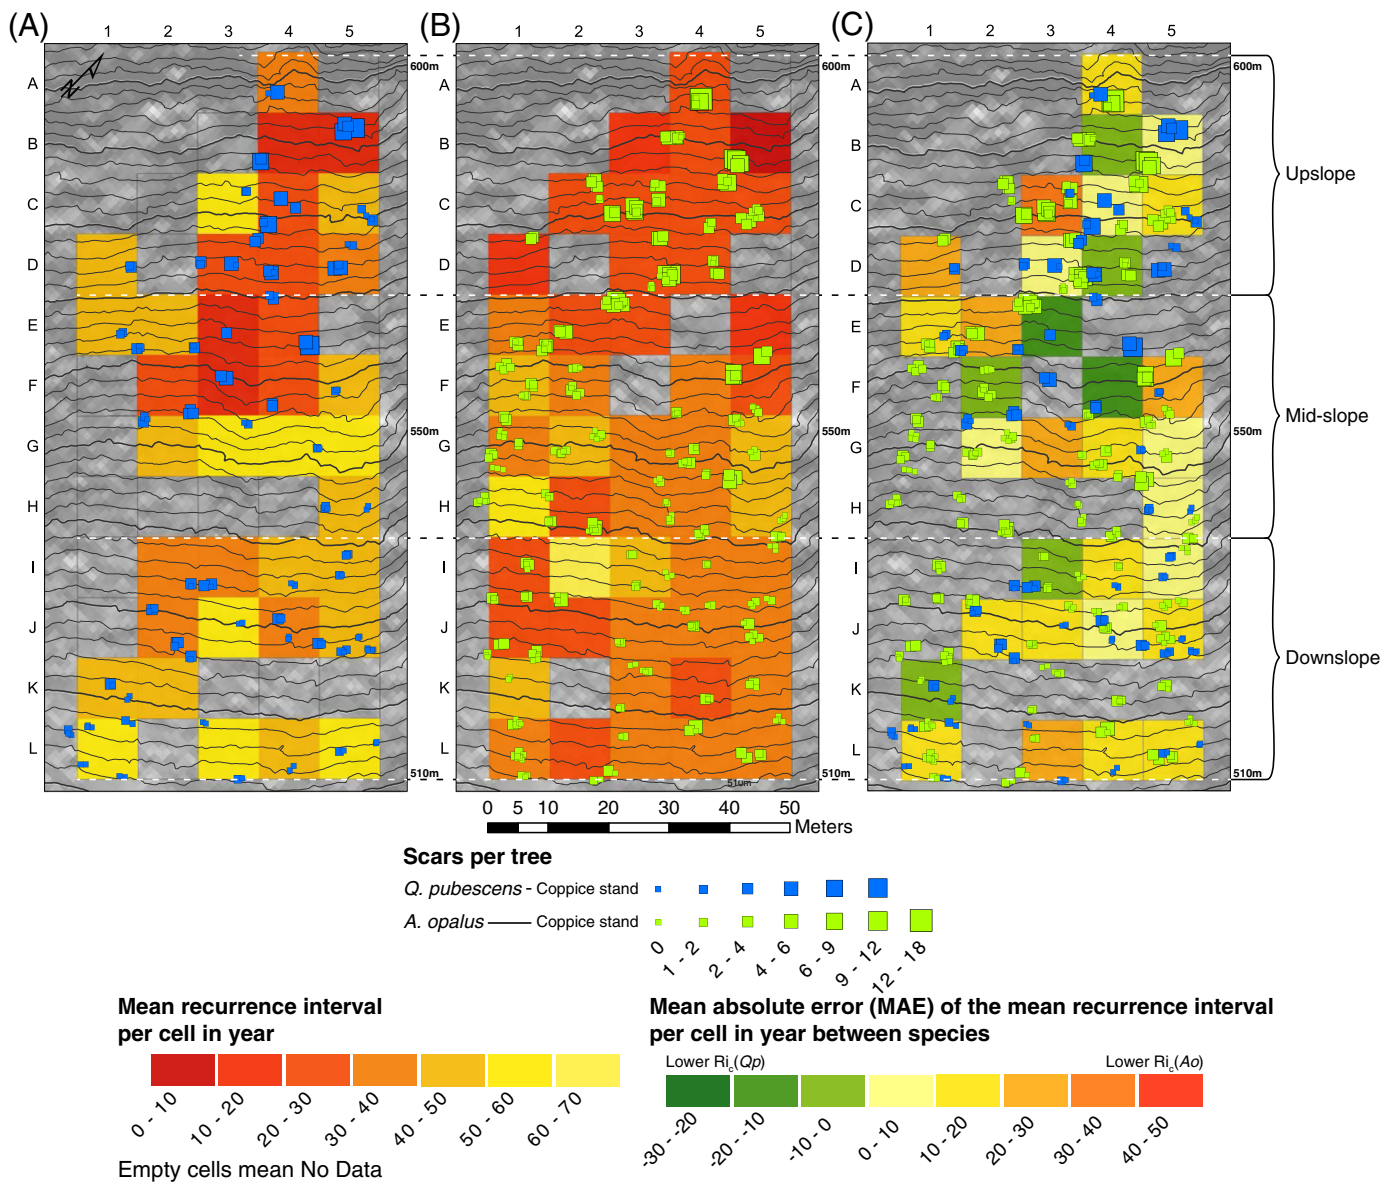 (A) (B) (C)
1 2 3 4 5 1 2 3 4 5 1 2 3 4 5
N
600m 600m 600m
A A A
B B B
C C C
D D D
E E E
F F F
550m 550m
G G G
H H H
I I I
J J J
K K K
L L L
510m 510m 510m
Upslope
Mid-slope
Downslope
0 5 10 20 30 40 50 Meters
Scars per tree
Q. pubescens - Coppice stand
A. opalus Coppice stand
0 1 - 2 2 - 4 4 - 6 6 - 9 9 - 12 12 - 18
Mean recurrence interval
per cell in year
0 - 10 10 - 20 20 - 30 30 - 40 40 - 50 50 - 60 60 - 70
Empty cells mean No Data
Mean absolute error (MAE) of the mean recurrence interval
per cell in year between species
Lower Ric(Qp) Lower Ric(Ao)
-30 - -20 -20 - -10 -10 - 0 0 - 10 10 - 20 20 - 30 30 - 40 40 - 50